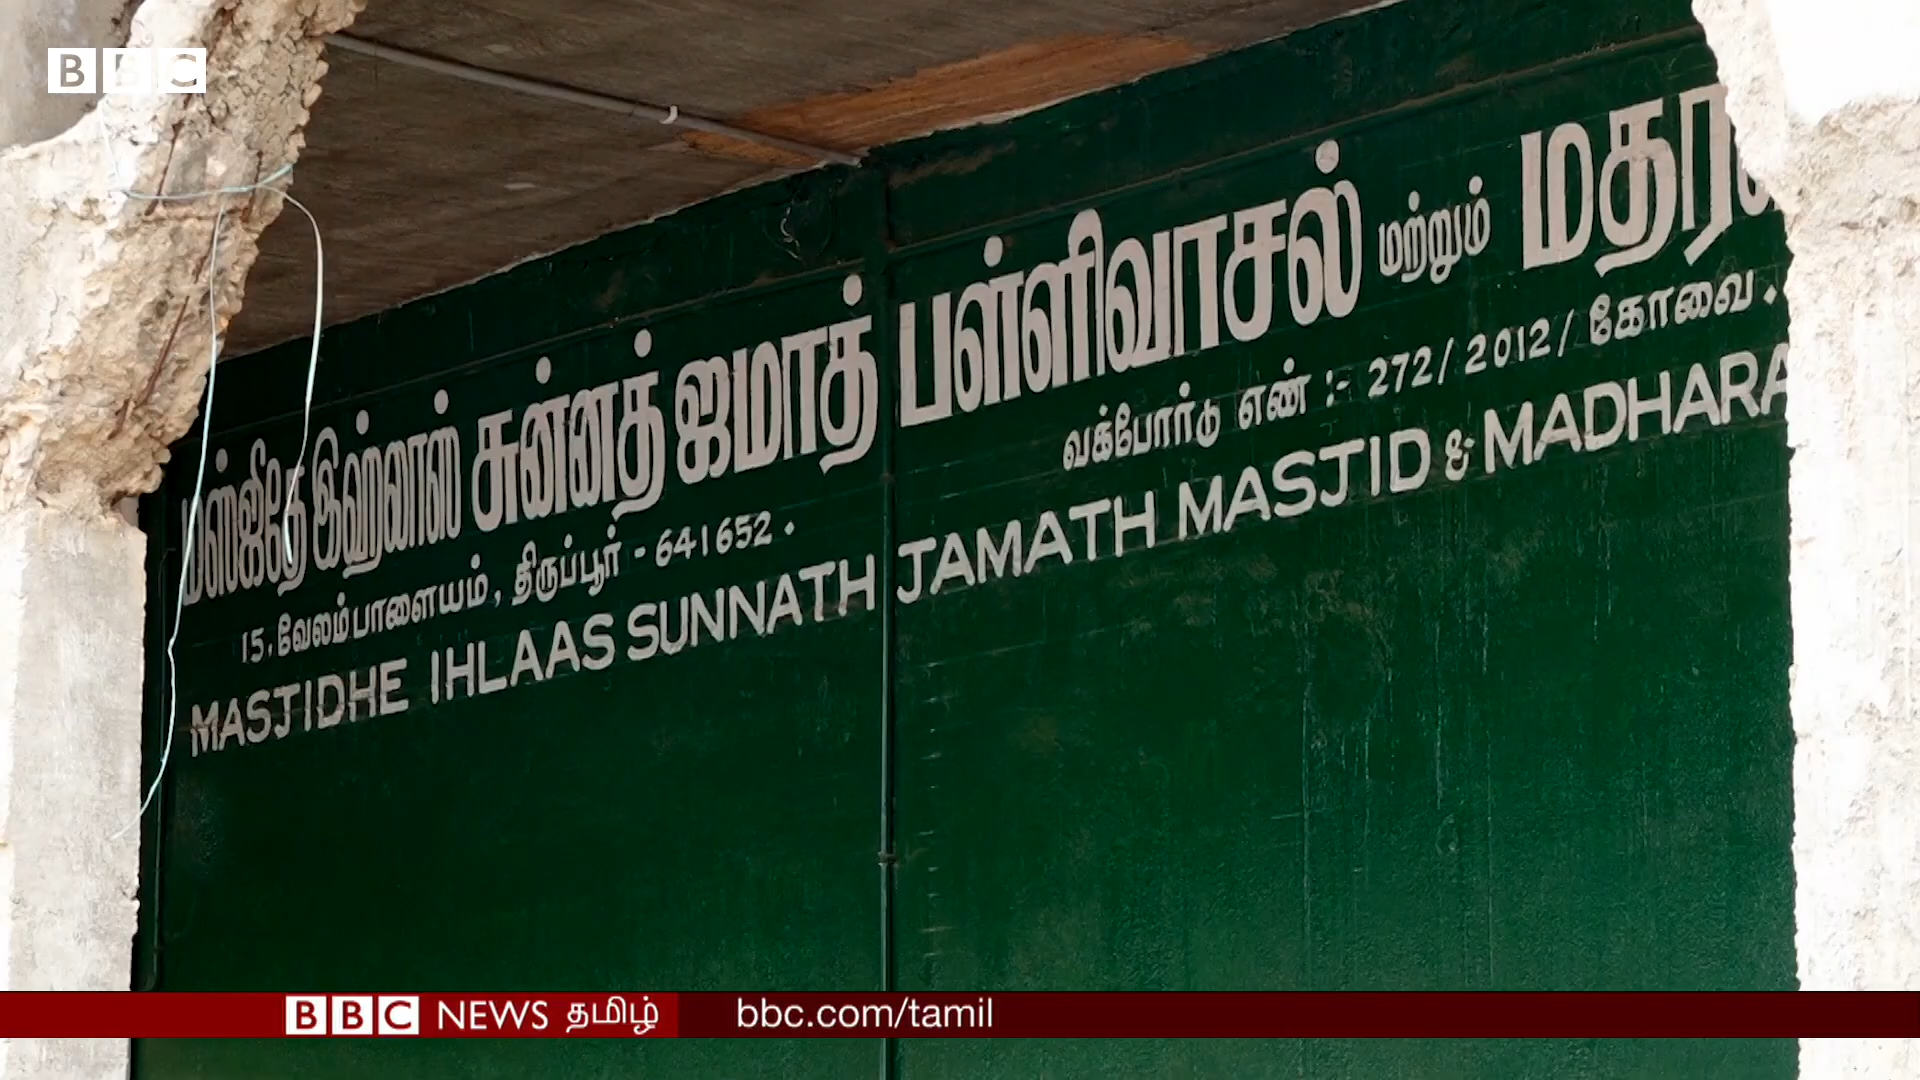 BBC
மஸ்ஜிதே இஹ்லாஸ் சுன்னத் ஜமாத் பள்ளிவாசல் மற்றும்
15, வேலம்பாளையம், திருப்பூர் - 641652.
வக்போர்டு எண் :- 272/2012/ கோவை.
MASJIDHE IHLAAS SUNNATH JAMATH MASJID & MADHARA
BBC NEWS தமிழ் bbc.com/tamil